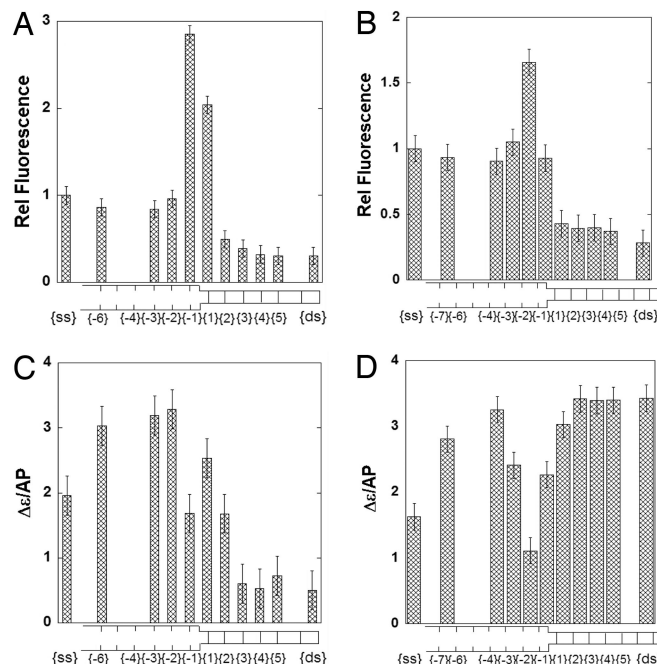 A
B
3
2
1
0
Rel Fluorescence
{ss} {-6} {-4}{-3}{-2}{-1}{1}{2}{3}{4}{5} {ds}
2
1.5
1
0.5
0
Rel Fluorescence
{ss} {-7}{-6} {-4}{-3}{-2}{-1}{1}{2}{3}{4}{5} {ds}
C
D
4
3
2
1
0
Δε/AP
{ss} {-6} {-4}{-3}{-2}{-1}{1}{2}{3}{4}{5} {ds}
4
3
2
1
0
Δε/AP
{ss} {-7}{-6} {-4}{-3}{-2}{-1}{1}{2}{3}{4}{5} {ds}